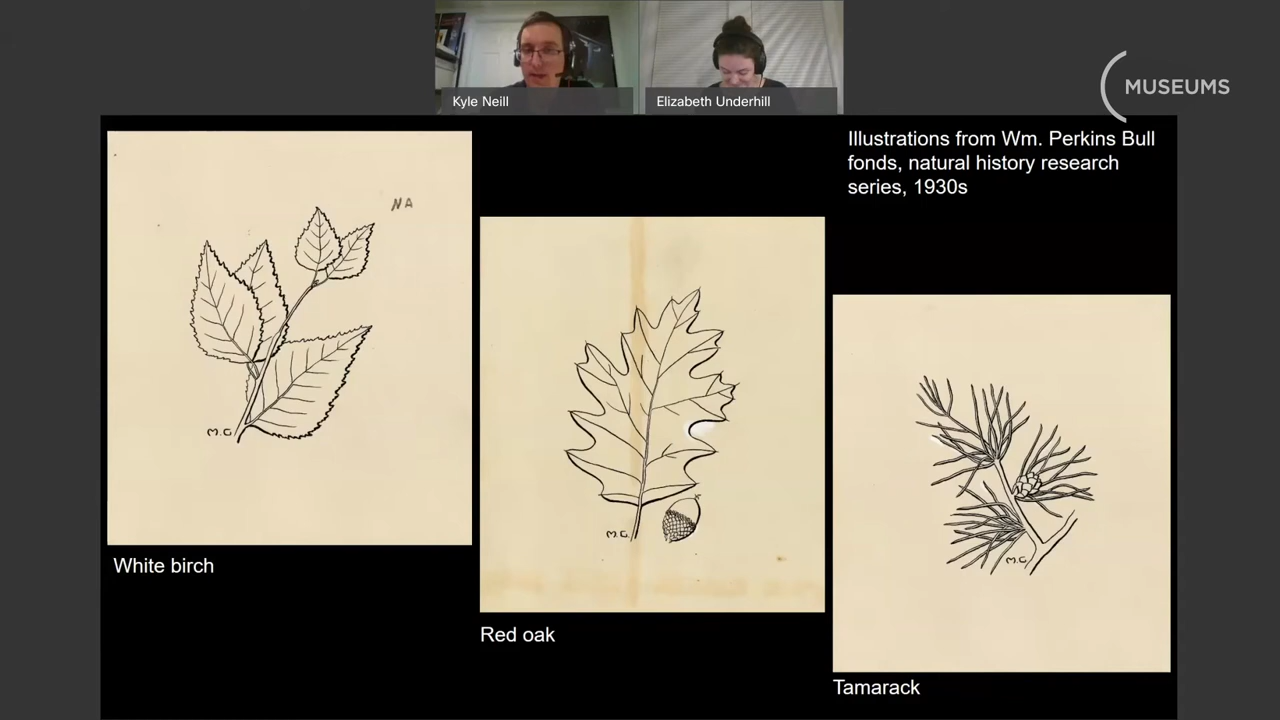 Kyle Neill
Elizabeth Underhill
MUSEUMS
Illustrations from Wm. Perkins Bull
fonds, natural history research
series, 1930s
NA
M.C.
White birch
M.C.
Red oak
M.C.
Tamarack